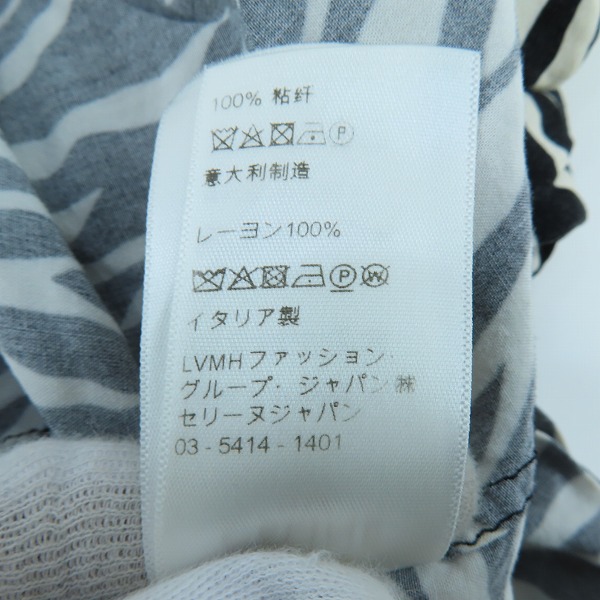 100% 粘纤
意大利制造
レーヨン100%
イタリア製
LVMHファッション・
グループ・ジャパン㈱
セリーヌジャパン
03 - 5414 - 1401